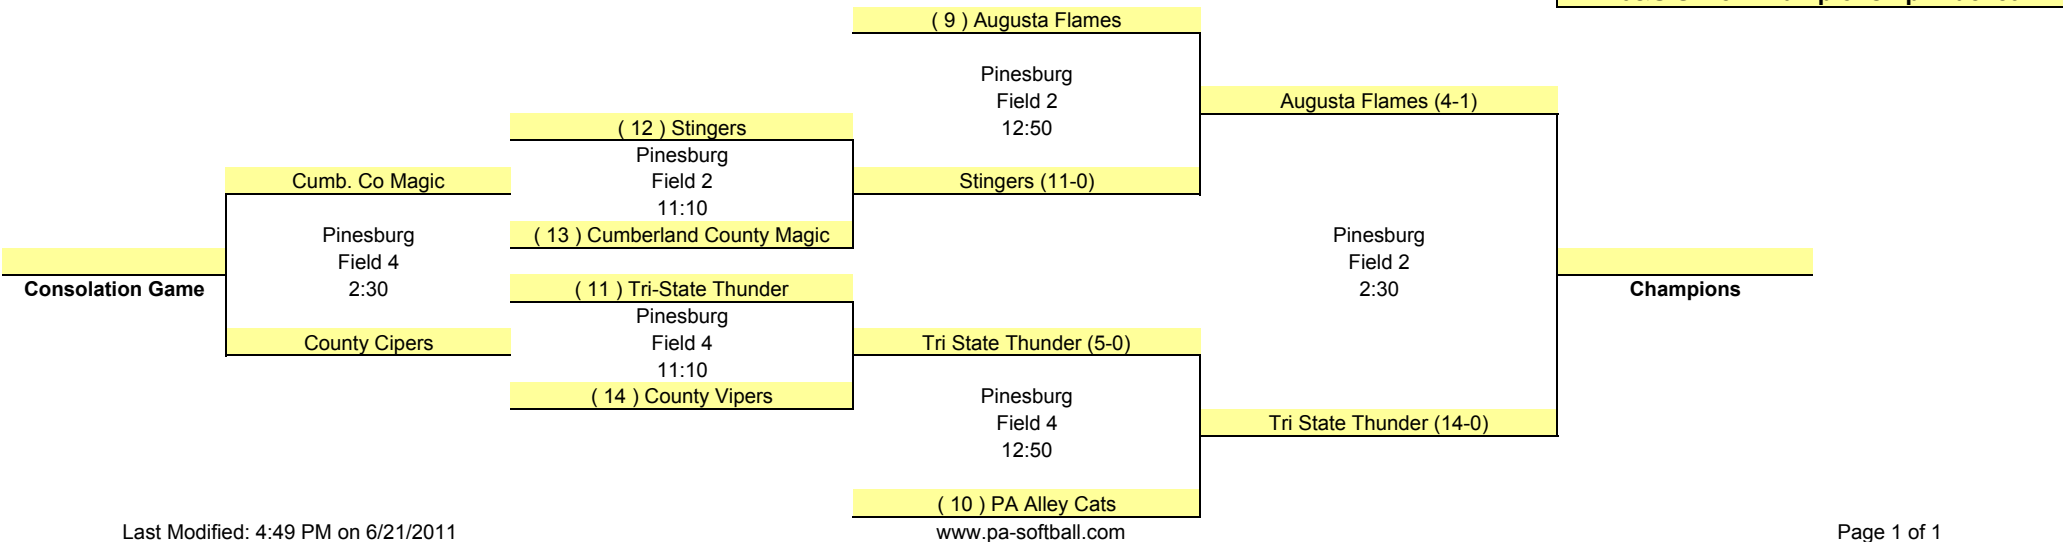 ( 9 ) Augusta Flames
Pinesburg
Field 2
12:50
Augusta Flames (4-1)
( 12 ) Stingers
Pinesburg
Field 2
11:10
Cumb. Co Magic
Stingers (11-0)
( 13 ) Cumberland County Magic
Pinesburg
Field 4
2:30
Pinesburg
Field 2
2:30
Consolation Game
Champions
( 11 ) Tri-State Thunder
Pinesburg
Field 4
11:10
County Cipers
Tri State Thunder (5-0)
( 14 ) County Vipers
Pinesburg
Field 4
12:50
Tri State Thunder (14-0)
( 10 ) PA Alley Cats
Last Modified: 4:49 PM on 6/21/2011
www.pa-softball.com
Page 1 of 1